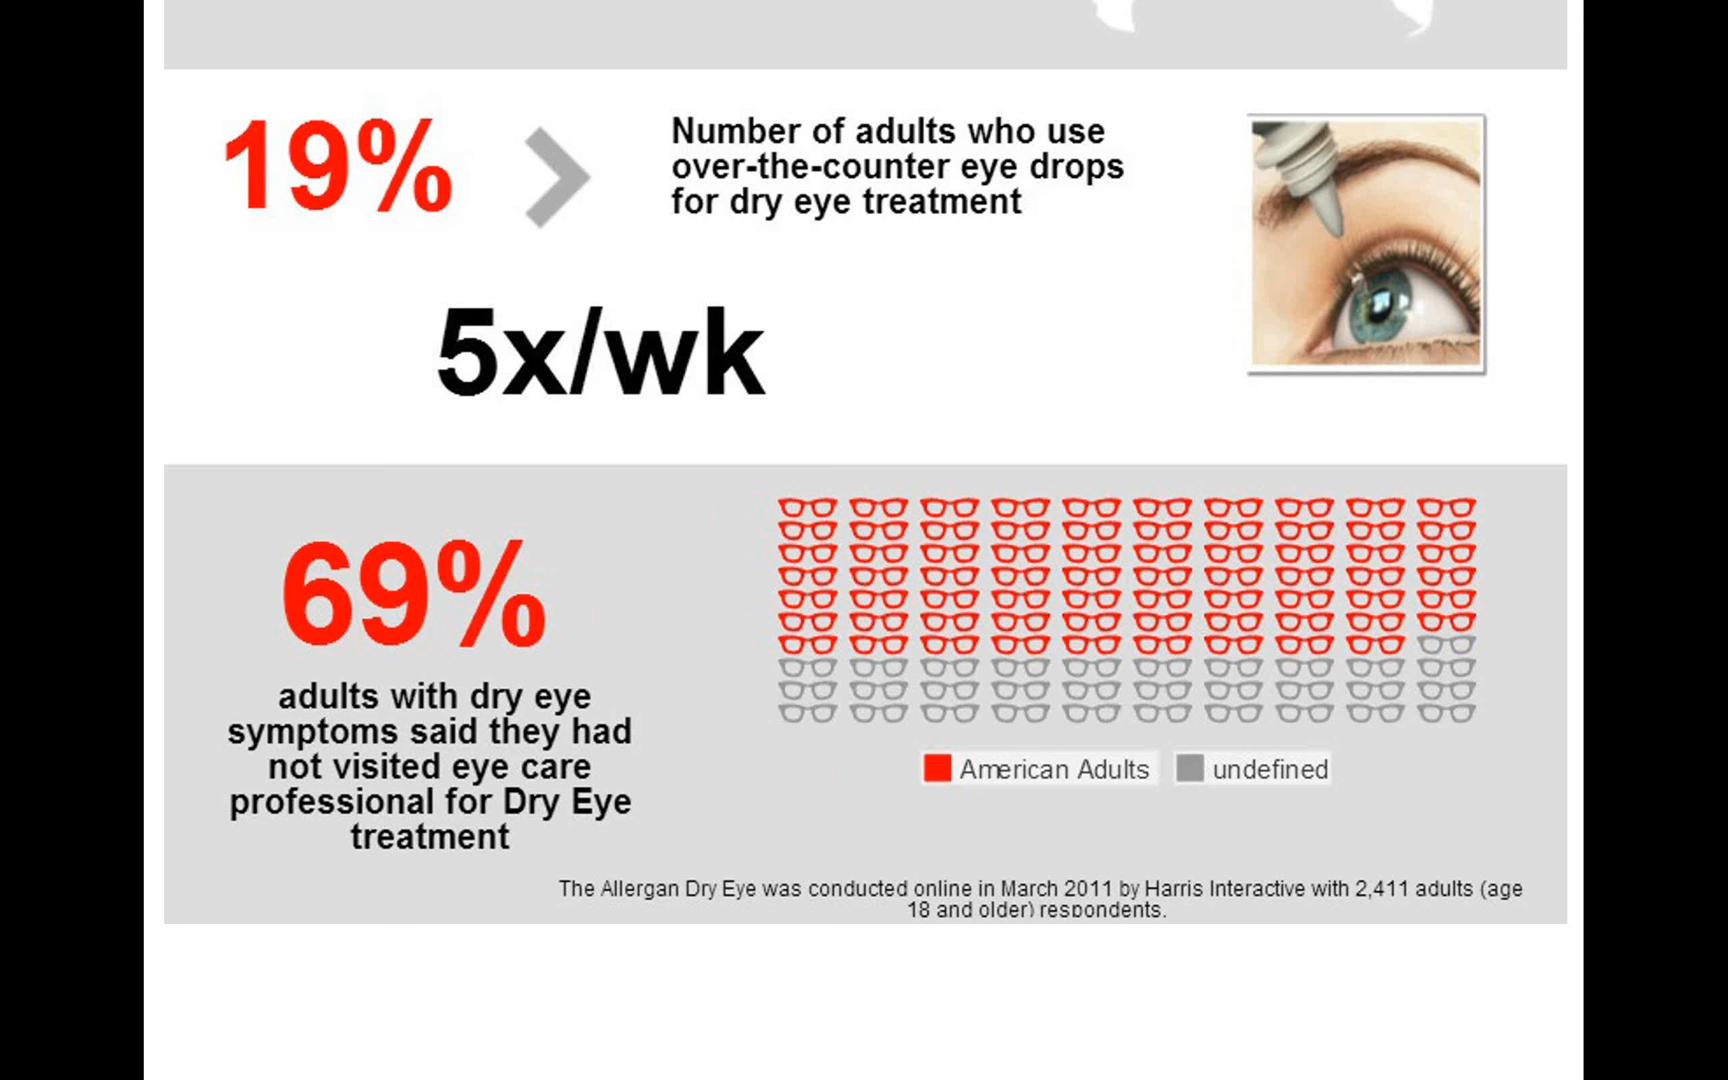 19%
Number of adults who use
over-the-counter eye drops
for dry eye treatment
5x/wk
69%
adults with dry eye
symptoms said they had
not visited eye care
professional for Dry Eye
treatment
American Adults
undefined
The Allergan Dry Eye was conducted online in March 2011 by Harris Interactive with 2,411 adults (age
18 and older) respondents.